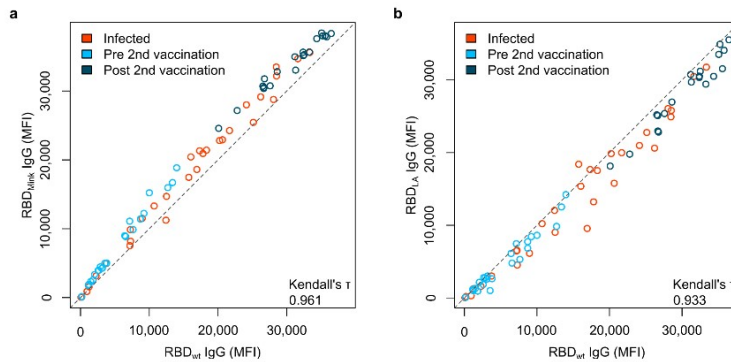 a
Infected
Pre 2nd vaccination
Post 2nd vaccination
RBDMink IgG (MFI)
0
10,000
20,000
30,000
Kendall's τ
0.961
0
10,000
20,000
30,000
RBDwt IgG (MFI)
b
Infected
Pre 2nd vaccination
Post 2nd vaccination
RBDLA IgG (MFI)
0
10,000
20,000
30,000
Kendall's τ
0.933
0
10,000
20,000
30,000
RBDwt IgG (MFI)